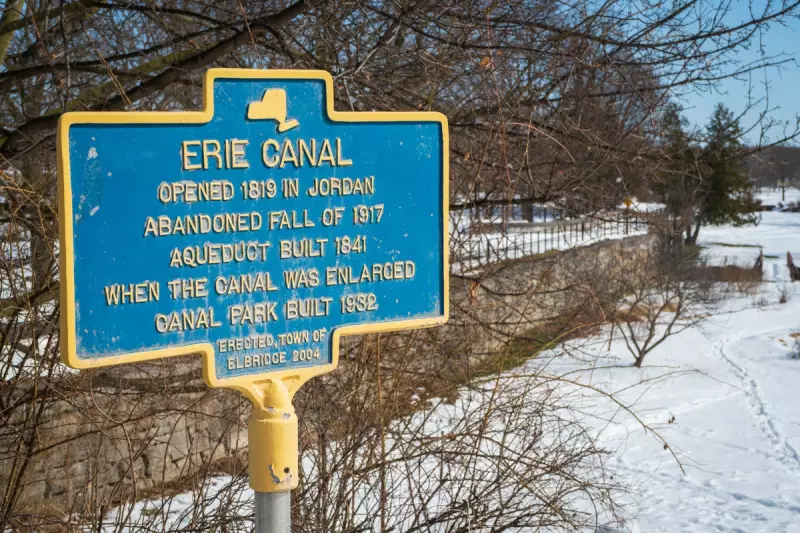 ERIE CANAL
OPENED 1819 IN JORDAN
ABANDONED FALL OF 1917
AQUEDUCT BUILT 1841
WHEN THE CANAL WAS ENLARGED
CANAL PARK BUILT 1932
ERECTED, TOWN OF
ELBRIDGE 2004